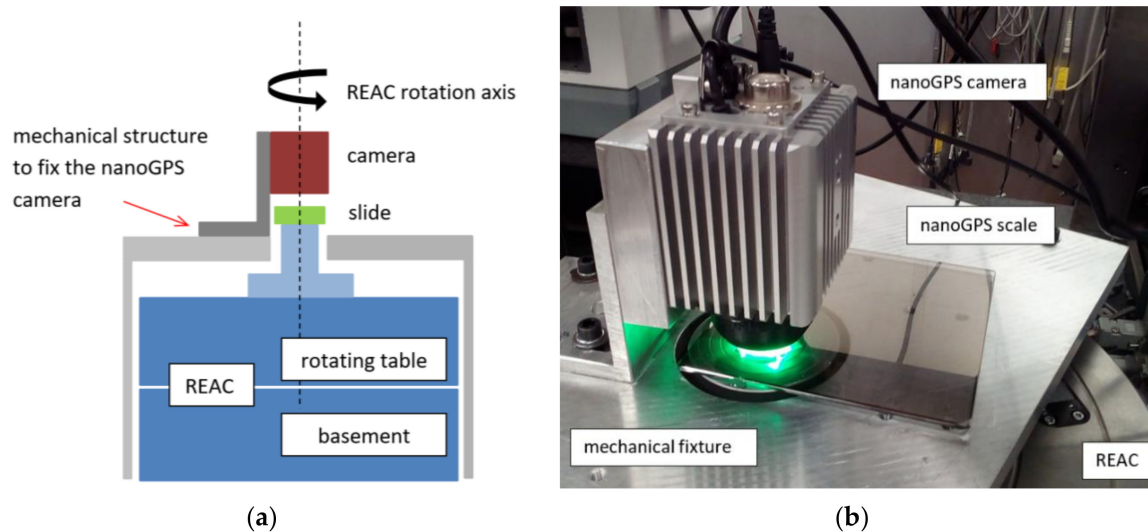 REAC rotation axis
mechanical structure
to fix the nanoGPS
camera
camera
slide
rotating table
REAC
basement
(a)
nanoGPS camera
nanoGPS scale
mechanical fixture
REAC
(b)